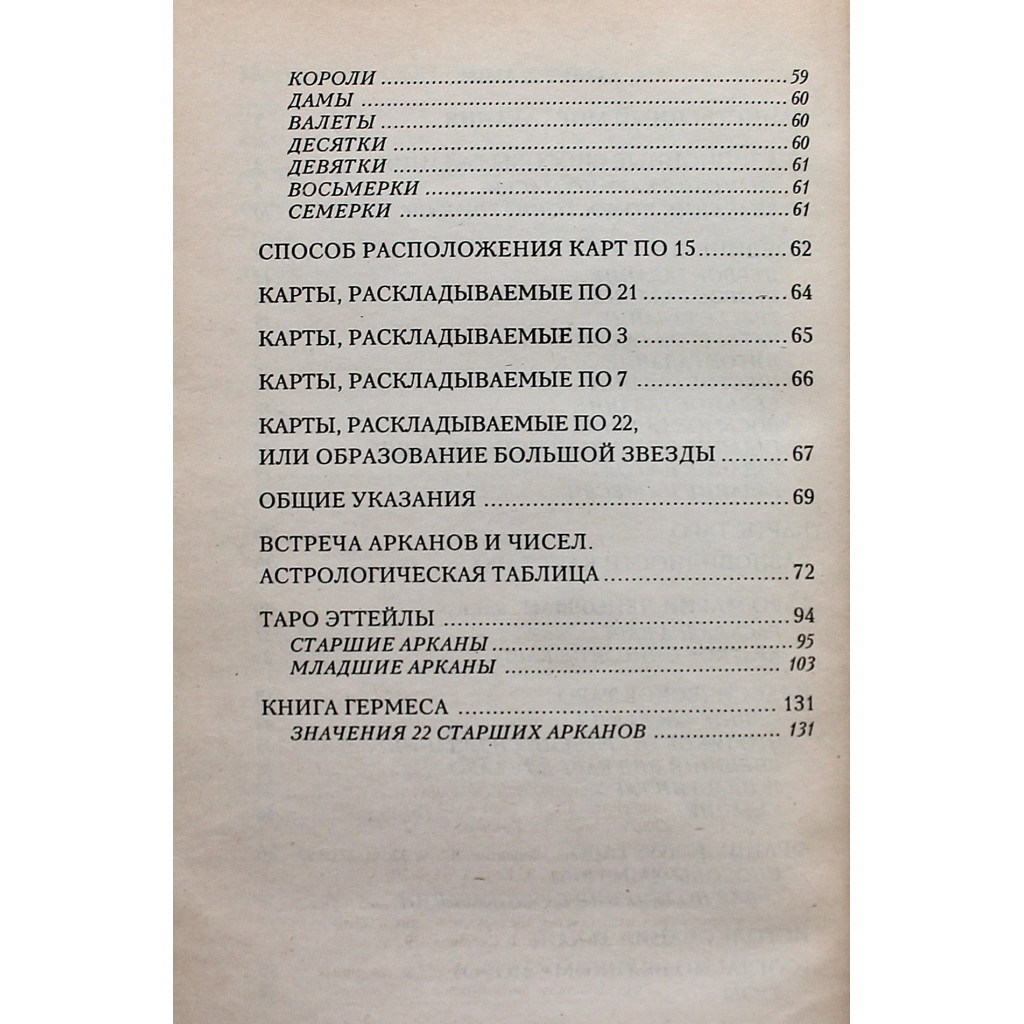 КОРОЛИ ........ 59
ДАМЫ ........ 60
ВАЛЕТЫ ........ 60
ДЕСЯТКИ ........ 60
ДЕВЯТКИ ........ 61
ВОСЬМЕРКИ ........ 61
СЕМЕРКИ ........ 61
СПОСОБ РАСПОЛОЖЕНИЯ КАРТ ПО 15 ........ 62
КАРТЫ, РАСКЛАДЫВАЕМЫЕ ПО 21 ........ 64
КАРТЫ, РАСКЛАДЫВАЕМЫЕ ПО 3 ........ 65
КАРТЫ, РАСКЛАДЫВАЕМЫЕ ПО 7 ........ 66
КАРТЫ, РАСКЛАДЫВАЕМЫЕ ПО 22,
ИЛИ ОБРАЗОВАНИЕ БОЛЬШОЙ ЗВЕЗДЫ ........ 67
ОБЩИЕ УКАЗАНИЯ ........ 69
ВСТРЕЧА АРКАНОВ И ЧИСЕЛ.
АСТРОЛОГИЧЕСКАЯ ТАБЛИЦА ........ 72
ТАРО ЭТТЕЙЛЫ ........ 94
СТАРШИЕ АРКАНЫ ........ 95
МЛАДШИЕ АРКАНЫ ........ 103
КНИГА ГЕРМЕСА ........ 131
ЗНАЧЕНИЯ 22 СТАРШИХ АРКАНОВ ........ 131